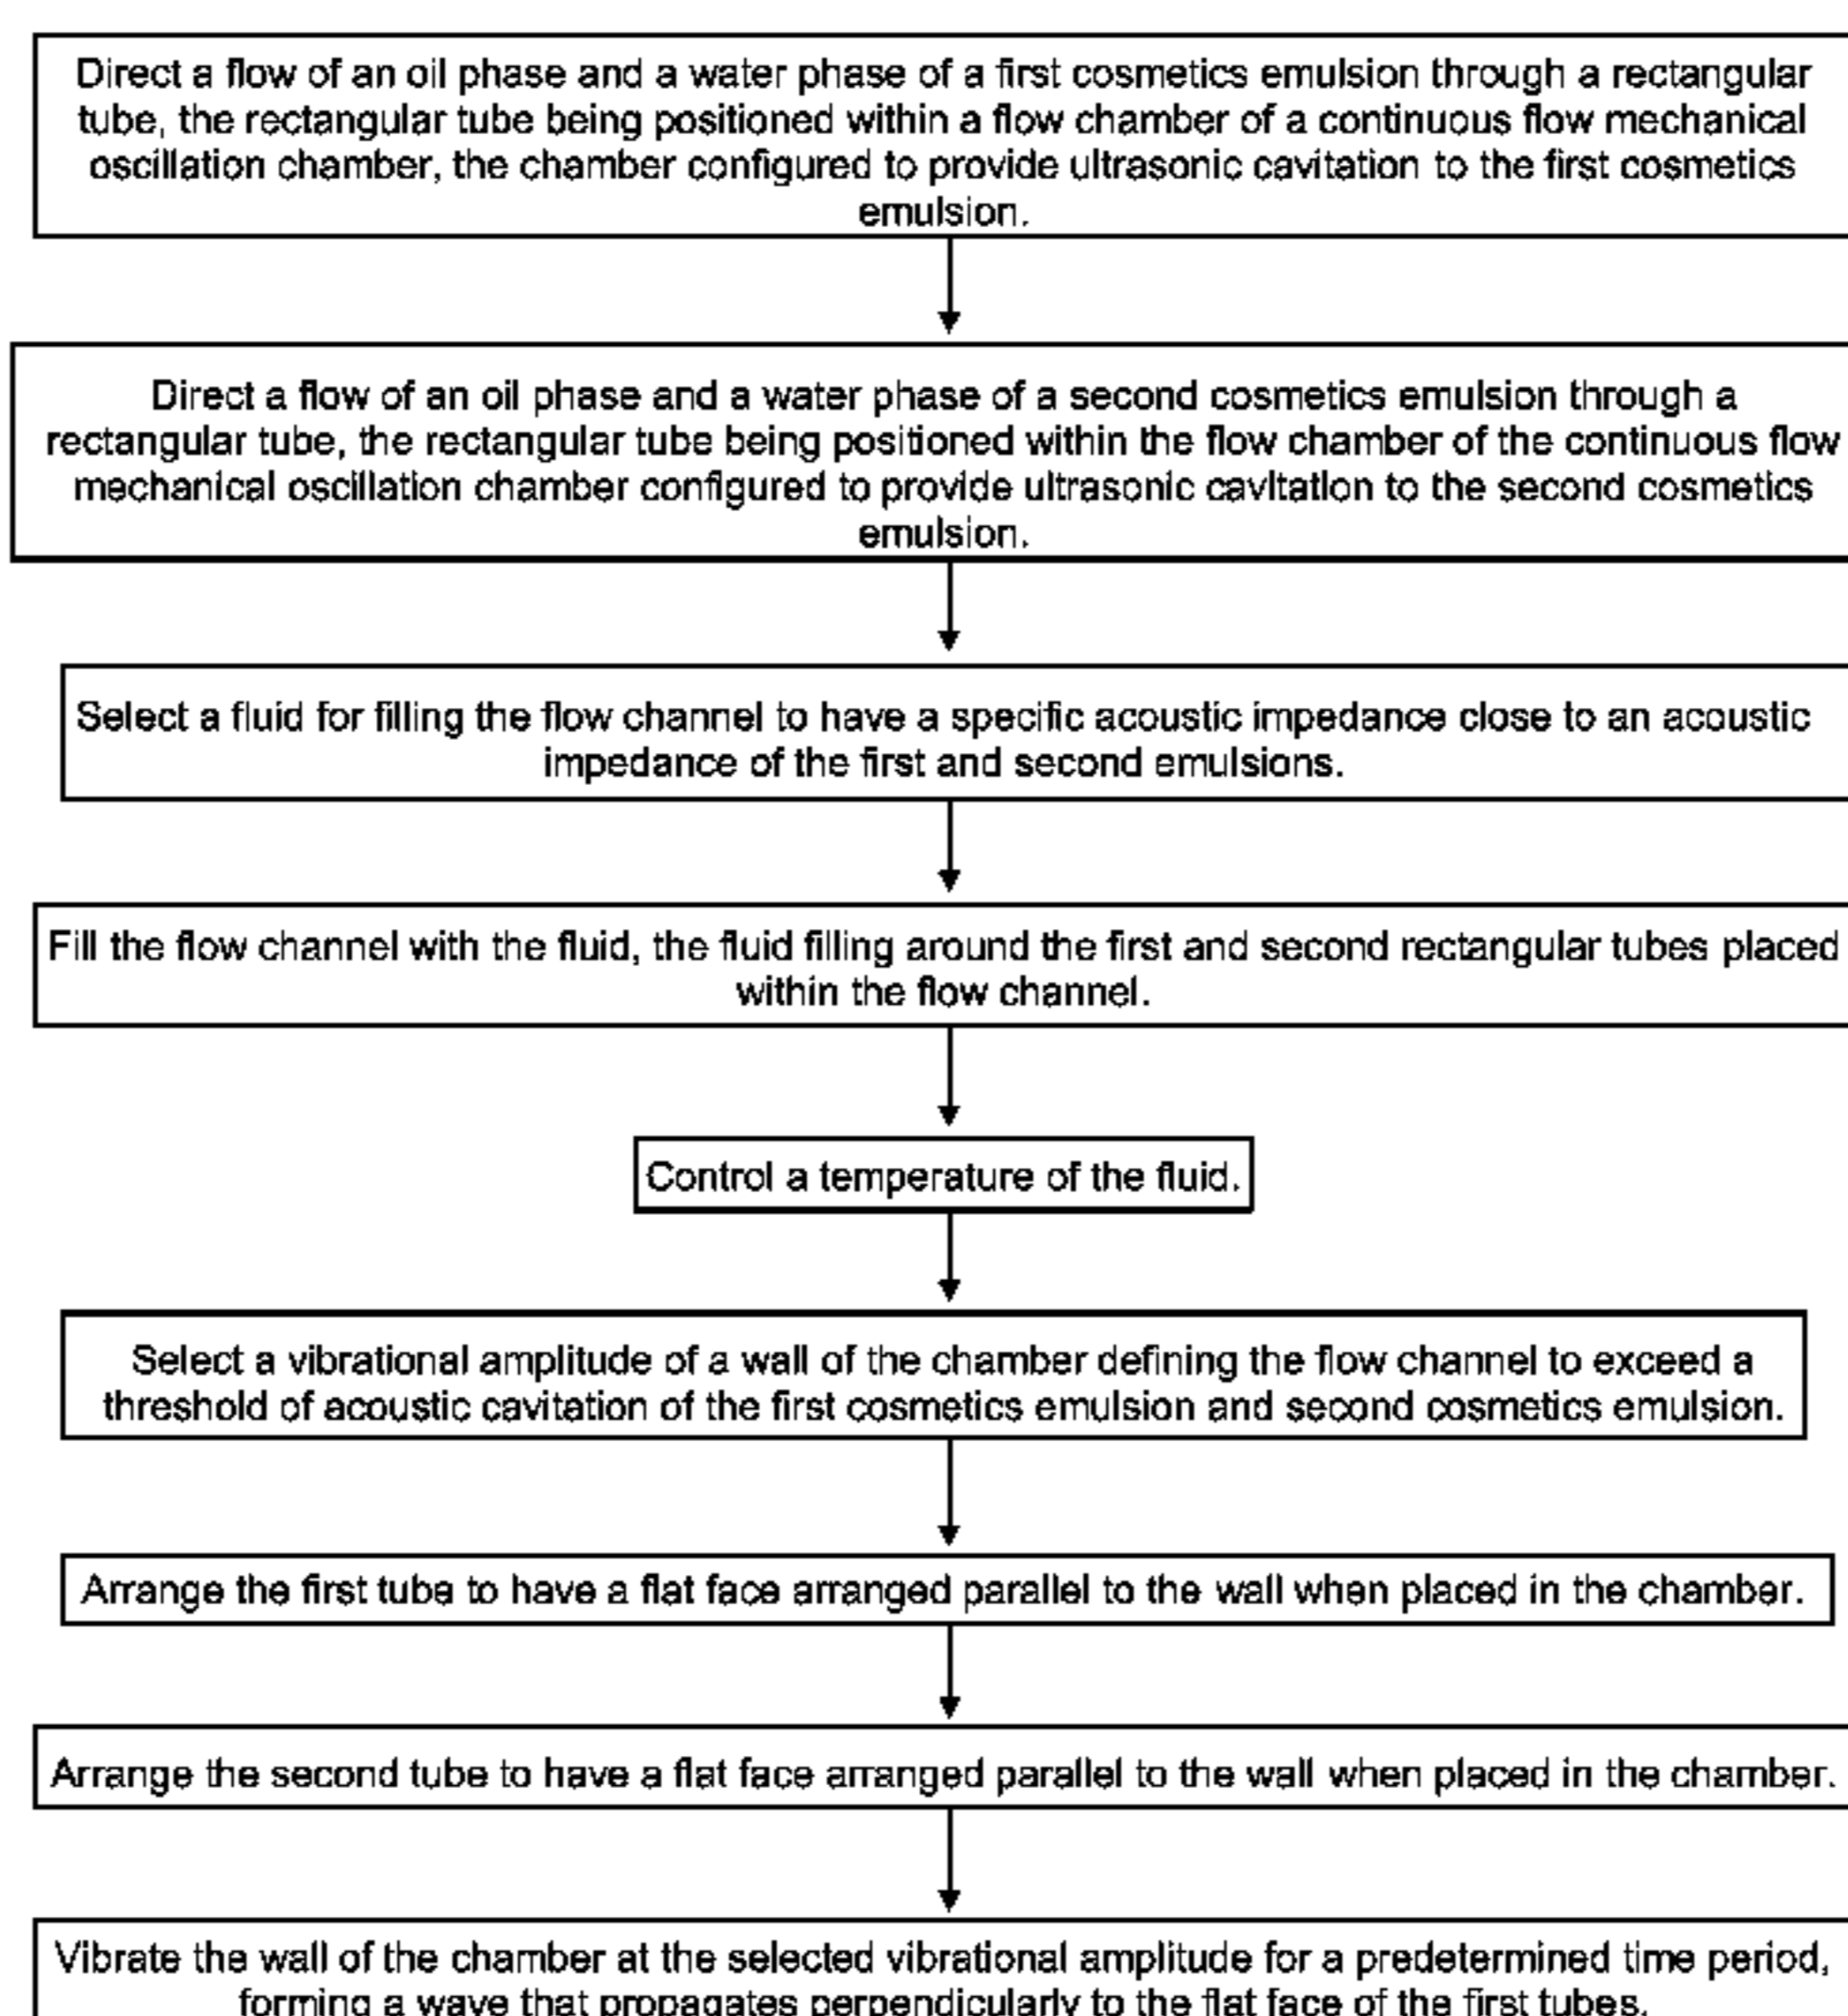 Direct a flow of an oil phase and a water phase of a first cosmetics emulsion through a rectangular
tube, the rectangular tube being positioned within a flow chamber of a continuous flow mechanical
oscillation chamber, the chamber configured to provide ultrasonic cavitation to the first cosmetics
emulsion.
Direct a flow of an oil phase and a water phase of a second cosmetics emulsion through a
rectangular tube, the rectangular tube being positioned within the flow chamber of the continuous flow
mechanical oscillation chamber configured to provide ultrasonic cavitation to the second cosmetics
emulsion.
Select a fluid for filling the flow channel to have a specific acoustic impedance close to an acoustic
impedance of the first and second emulsions.
Fill the flow channel with the fluid, the fluid filling around the first and second rectangular tubes placed
within the flow channel.
Control a temperature of the fluid.
Select a vibrational amplitude of a wall of the chamber defining the flow channel to exceed a
threshold of acoustic cavitation of the first cosmetics emulsion and second cosmetics emulsion.
Arrange the first tube to have a flat face arranged parallel to the wall when placed in the chamber.
Arrange the second tube to have a flat face arranged parallel to the wall when placed in the chamber.
Vibrate the wall of the chamber at the selected vibrational amplitude for a predetermined time period,
forming a wave that propagates perpendicularly to the flat face of the first tubes.